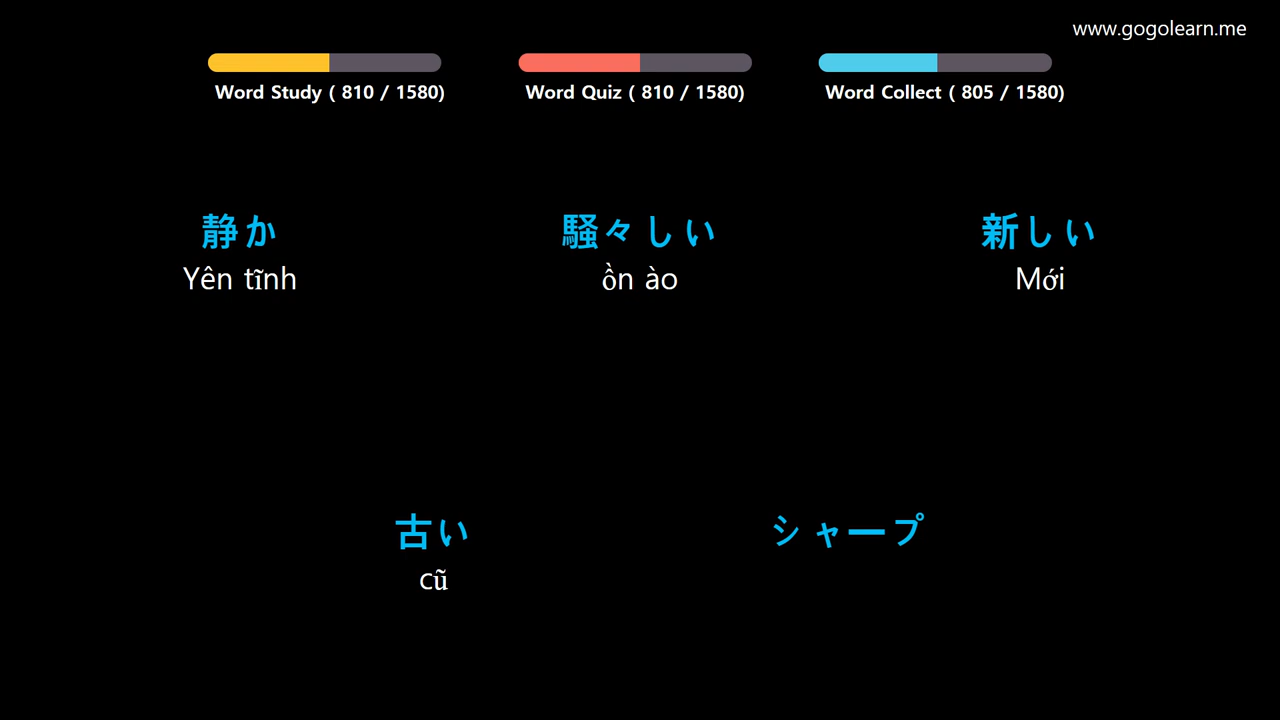 www.gogolearn.me
Word Study ( 810 / 1580)
Word Quiz ( 810 / 1580)
Word Collect ( 805 / 1580)
静か
Yên tĩnh
騒々しい
ồn ào
新しい
Mới
古い
cũ
シャープ